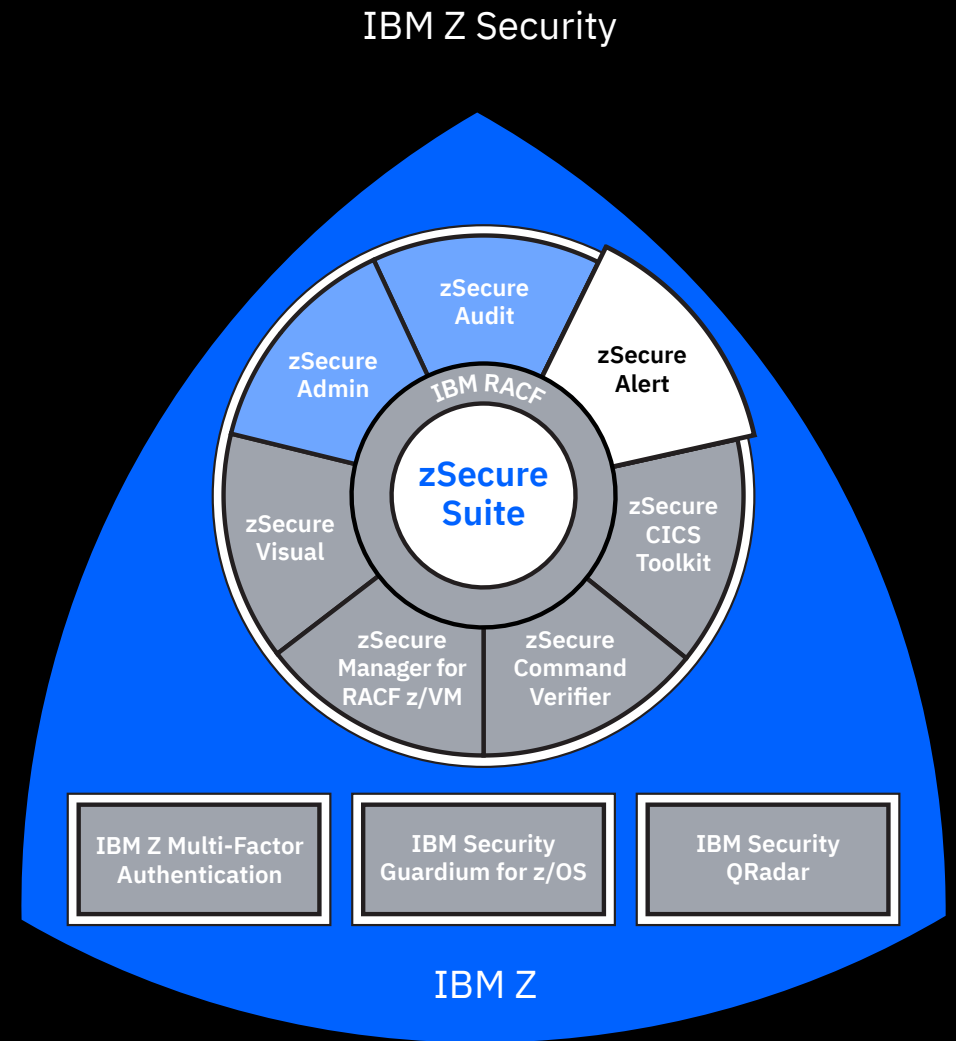 IBM Z Security
zSecure
Audit
zSecure
Admin
zSecure
Alert
IBM RACF
zSecure
Suite
zSecure
Visual
zSecure
CICS
Toolkit
zSecure
Manager for
RACF z/VM
zSecure
Command
Verifier
IBM Z Multi-Factor
Authentication
IBM Security
Guardium for z/OS
IBM Security
QRadar
IBM Z